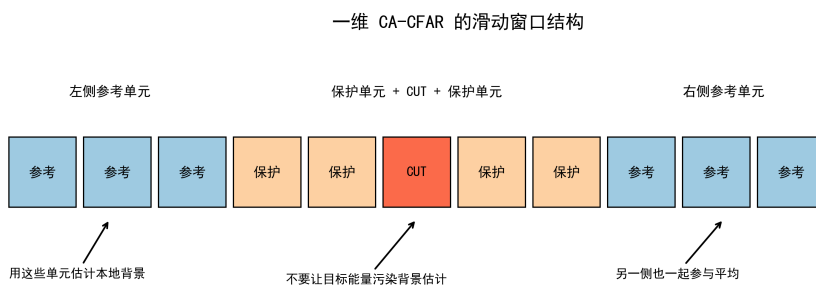 一维 CA-CFAR 的滑动窗口结构
左侧参考单元 保护单元 + CUT + 保护单元 右侧参考单元
参考 参考 参考 保护 保护 CUT 保护 保护 参考 参考 参考
用这些单元估计本地背景 不要让目标能量污染背景估计 另一侧也一起参与平均